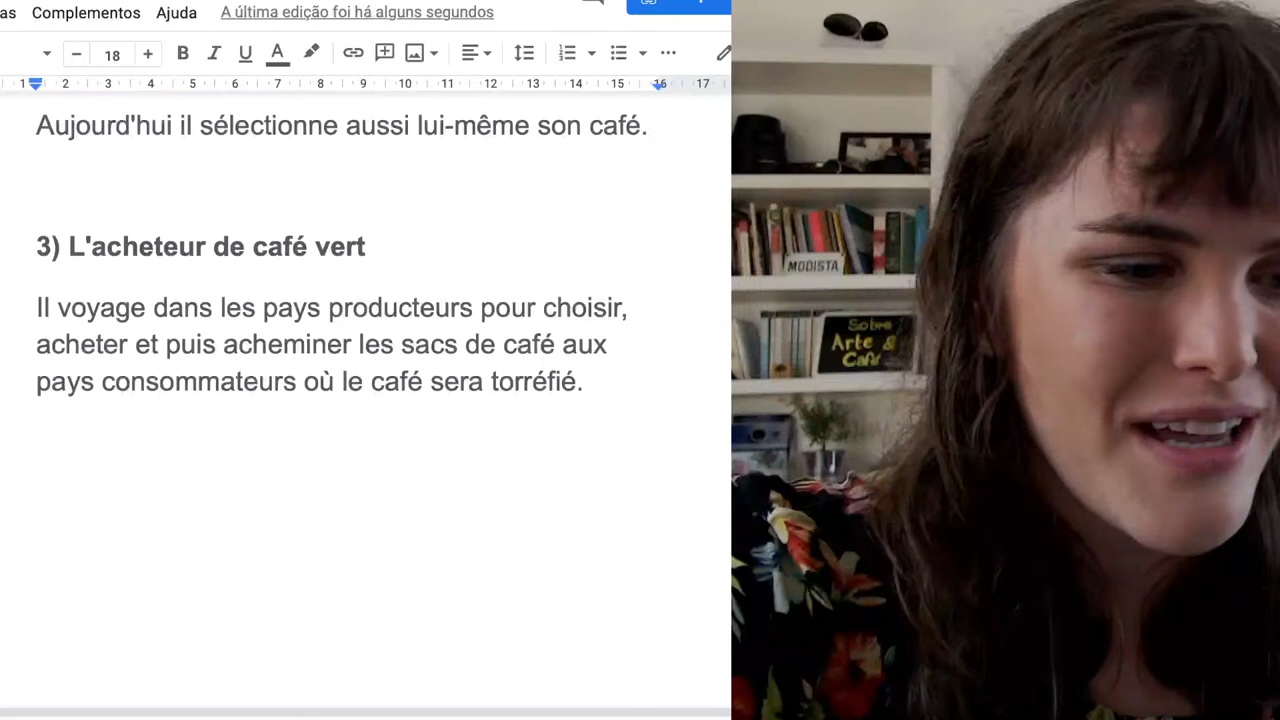 as Complementos Ajuda A última edição foi há alguns segundos
18
1 2 3 4 5 6 7 8 9 10 11 12 13 14 15 16 17
Aujourd'hui il sélectionne aussi lui-même son café.
3) L'acheteur de café vert
Il voyage dans les pays producteurs pour choisir,
acheter et puis acheminer les sacs de café aux
pays consommateurs où le café sera torréfié.
MODISTA
Sobre
Arte &
Café